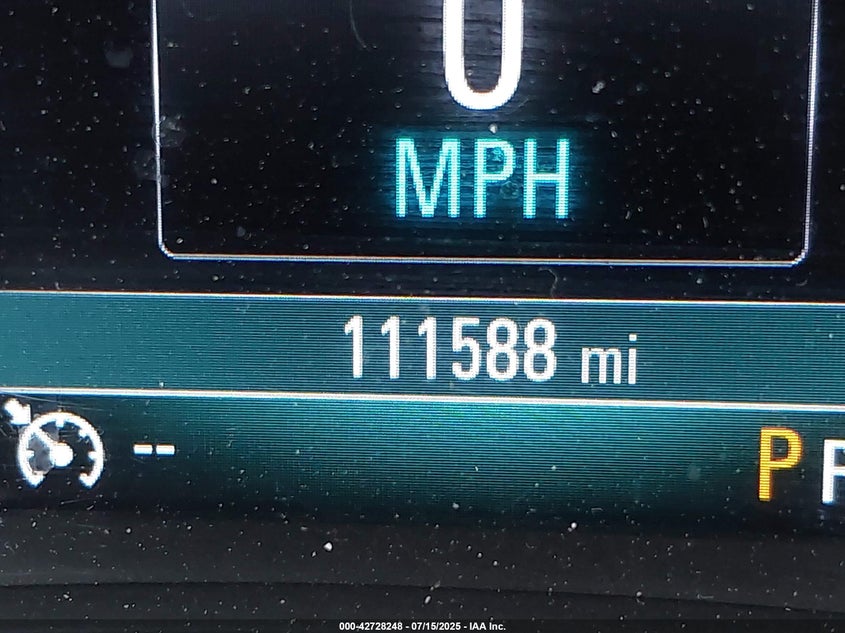 0
MPH
111588 mi
--
P
000-42728248 - 07/15/2025 - IAA Inc.